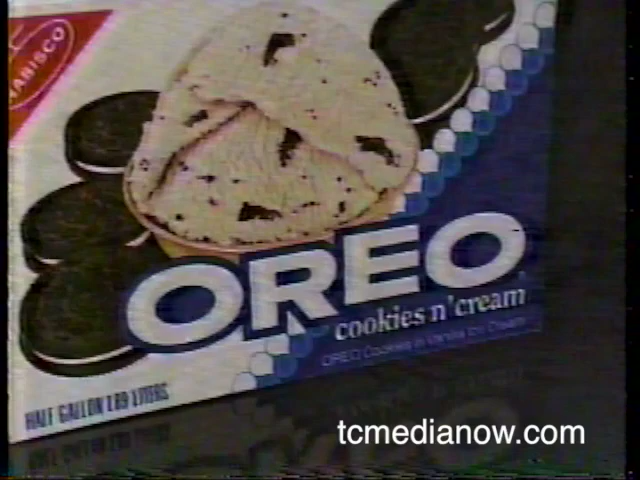 NABISCO
OREO
cookies n' cream
OREO Cookies in Vanilla Ice Cream
HALF GALLON 1.89 LITERS
tcmedianow.com